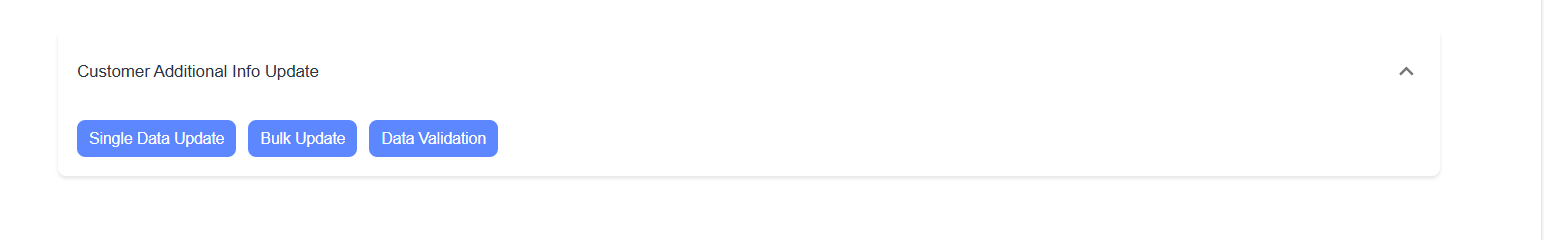 Customer Additional Info Update
Single Data Update Bulk Update Data Validation